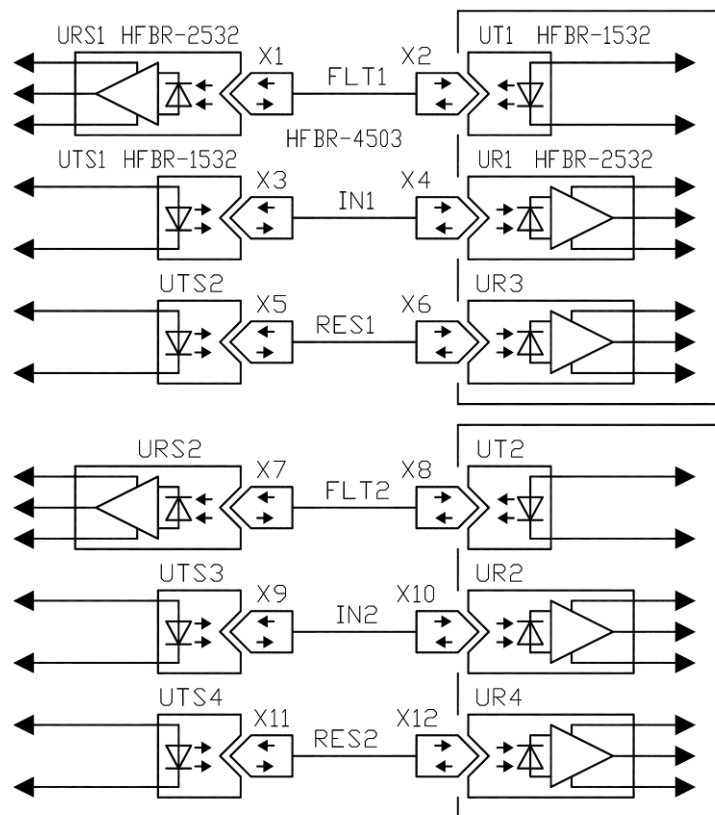 URS1 HFBR-2532 X1 FLT1 X2 UT1 HFBR-1532
HFBR-4503
UTS1 HFBR-1532 X3 IN1 X4 UR1 HFBR-2532
UTS2 X5 RES1 X6 UR3
URS2 X7 FLT2 X8 UT2
UTS3 X9 IN2 X10 UR2
UTS4 X11 RES2 X12 UR4